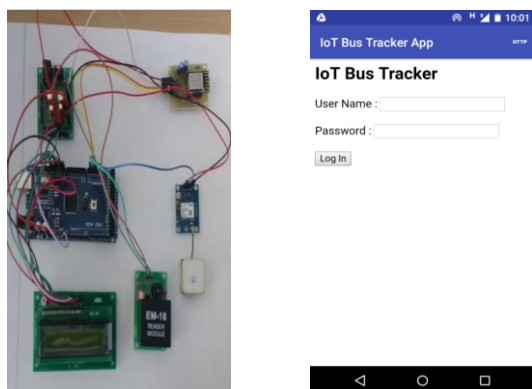 EM-18
READER
MODULE
H 10:01
IoT Bus Tracker App HTTP
IoT Bus Tracker
User Name :
Password :
Log In